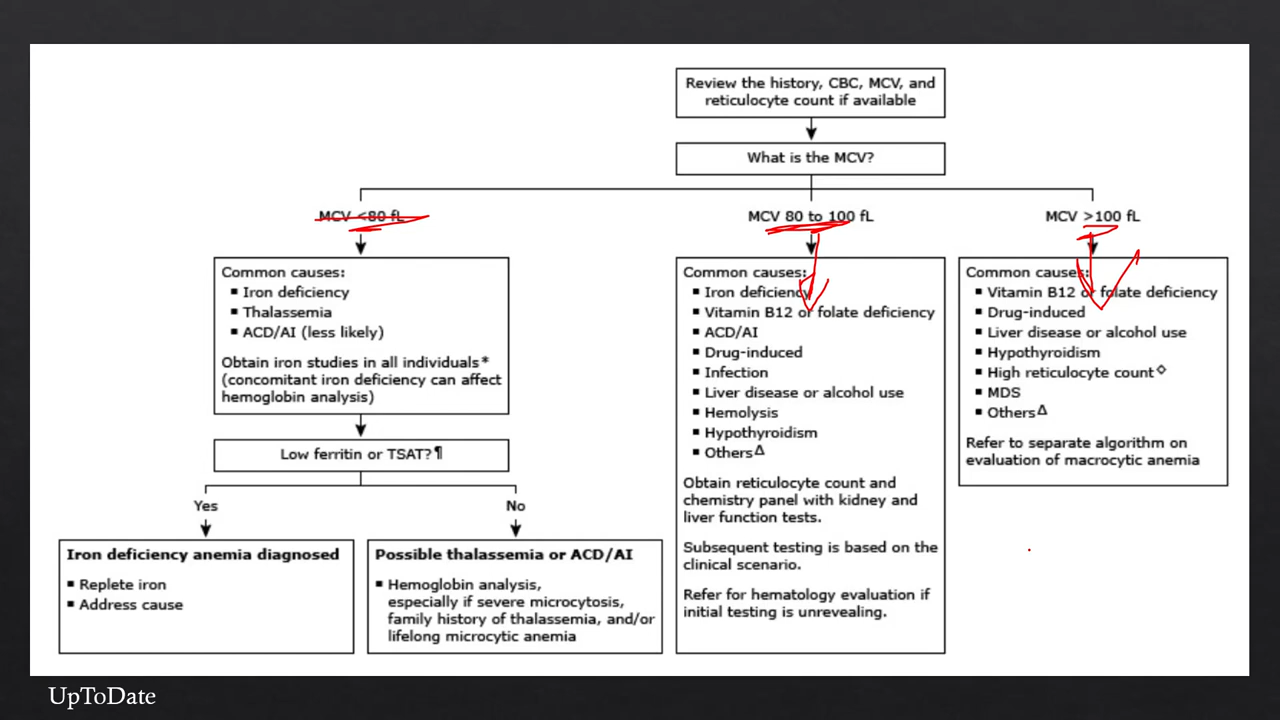 Review the history, CBC, MCV, and
reticulocyte count if available
What is the MCV?
MCV <80 fL
MCV 80 to 100 fL
MCV >100 fL
Common causes:
▪ Iron deficiency
▪ Thalassemia
▪ ACD/AI (less likely)
Obtain iron studies in all individuals*
(concomitant iron deficiency can affect
hemoglobin analysis)
Low ferritin or TSAT?¶
Yes
No
Iron deficiency anemia diagnosed
▪ Replete iron
▪ Address cause
Possible thalassemia or ACD/AI
▪ Hemoglobin analysis,
especially if severe microcytosis,
family history of thalassemia, and/or
lifelong microcytic anemia
Common causes:
▪ Iron deficiency
▪ Vitamin B12 or folate deficiency
▪ ACD/AI
▪ Drug-induced
▪ Infection
▪ Liver disease or alcohol use
▪ Hemolysis
▪ Hypothyroidism
▪ OthersΔ
Obtain reticulocyte count and
chemistry panel with kidney and
liver function tests.
Subsequent testing is based on the
clinical scenario.
Refer for hematology evaluation if
initial testing is unrevealing.
Common causes:
▪ Vitamin B12 or folate deficiency
▪ Drug-induced
▪ Liver disease or alcohol use
▪ Hypothyroidism
▪ High reticulocyte count◇
▪ MDS
▪ OthersΔ
Refer to separate algorithm on
evaluation of macrocytic anemia
UpToDate